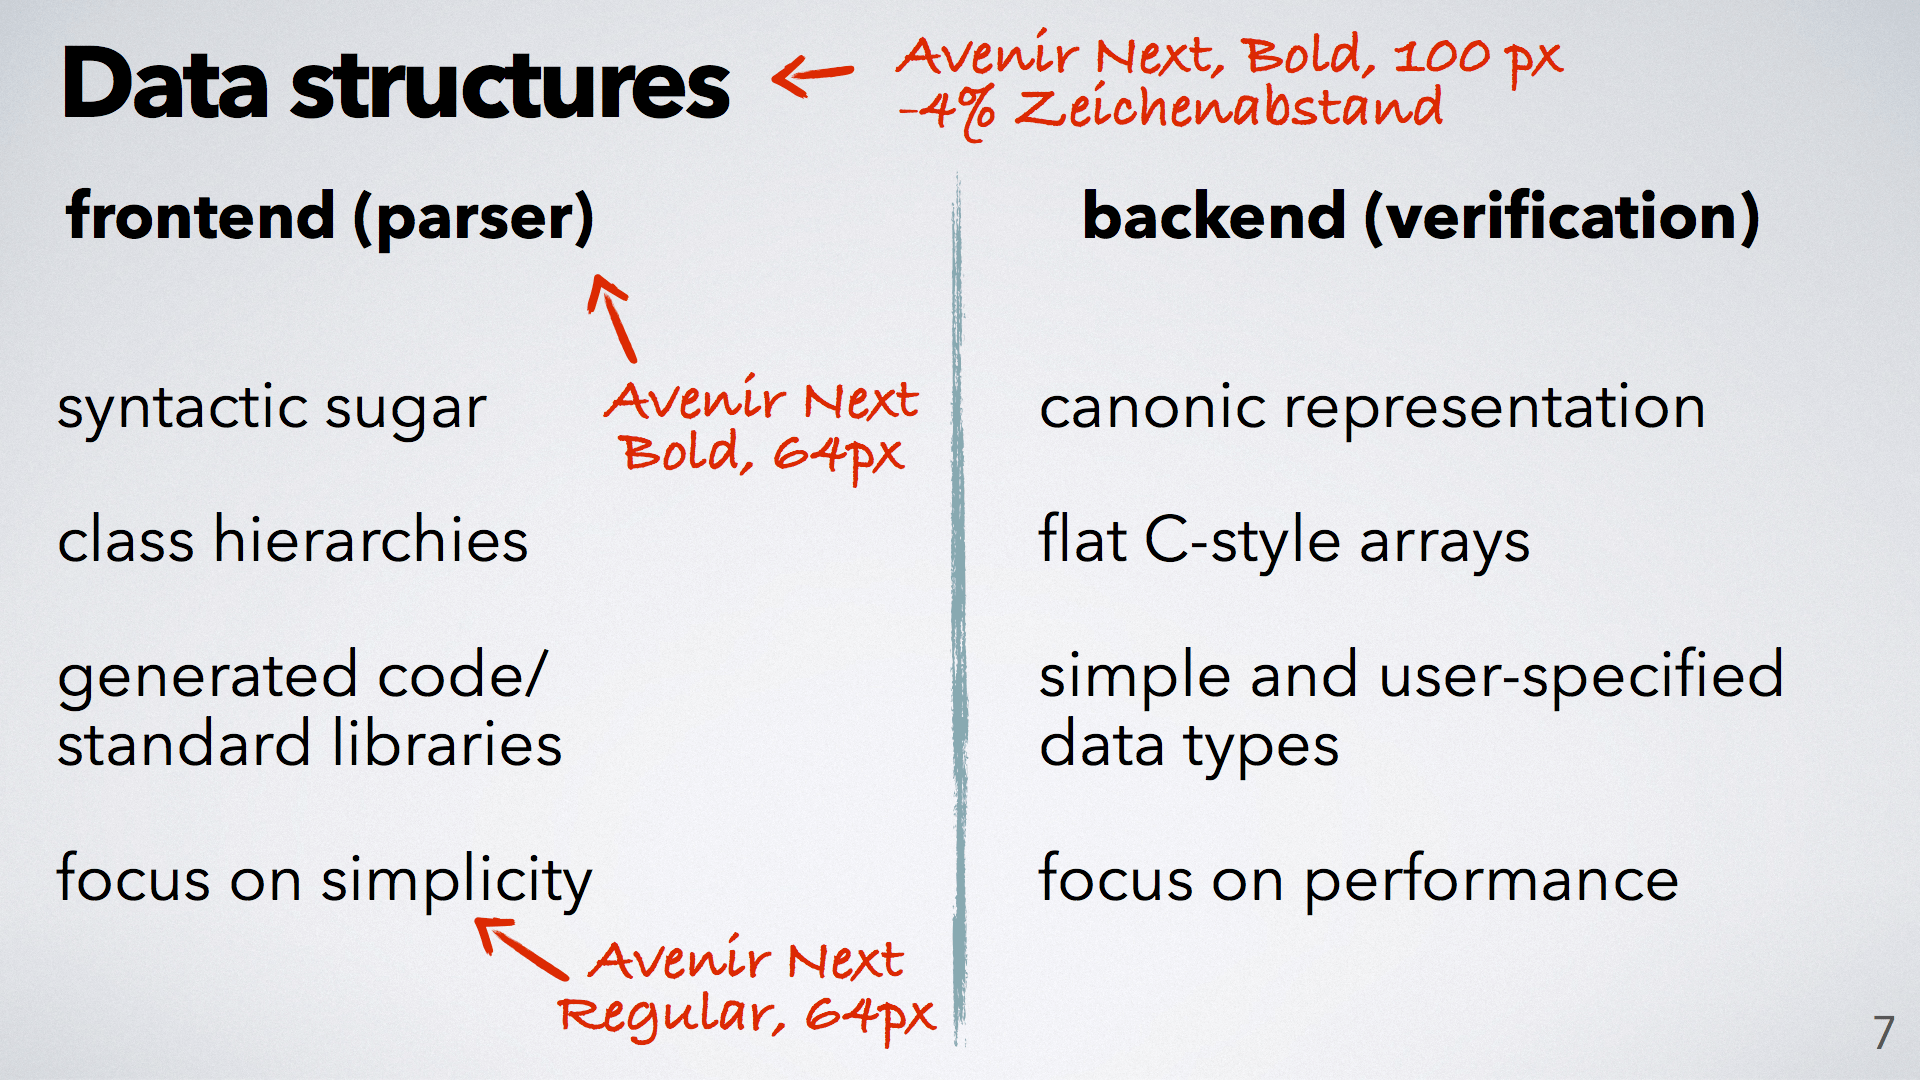 Data structures
Avenir Next, Bold, 100 px
-4% Zeichenabstand
frontend (parser)
Avenir Next
Bold, 64px
syntactic sugar
class hierarchies
generated code/
standard libraries
focus on simplicity
Avenir Next
Regular, 64px
backend (verification)
canonic representation
flat C-style arrays
simple and user-specified
data types
focus on performance
7